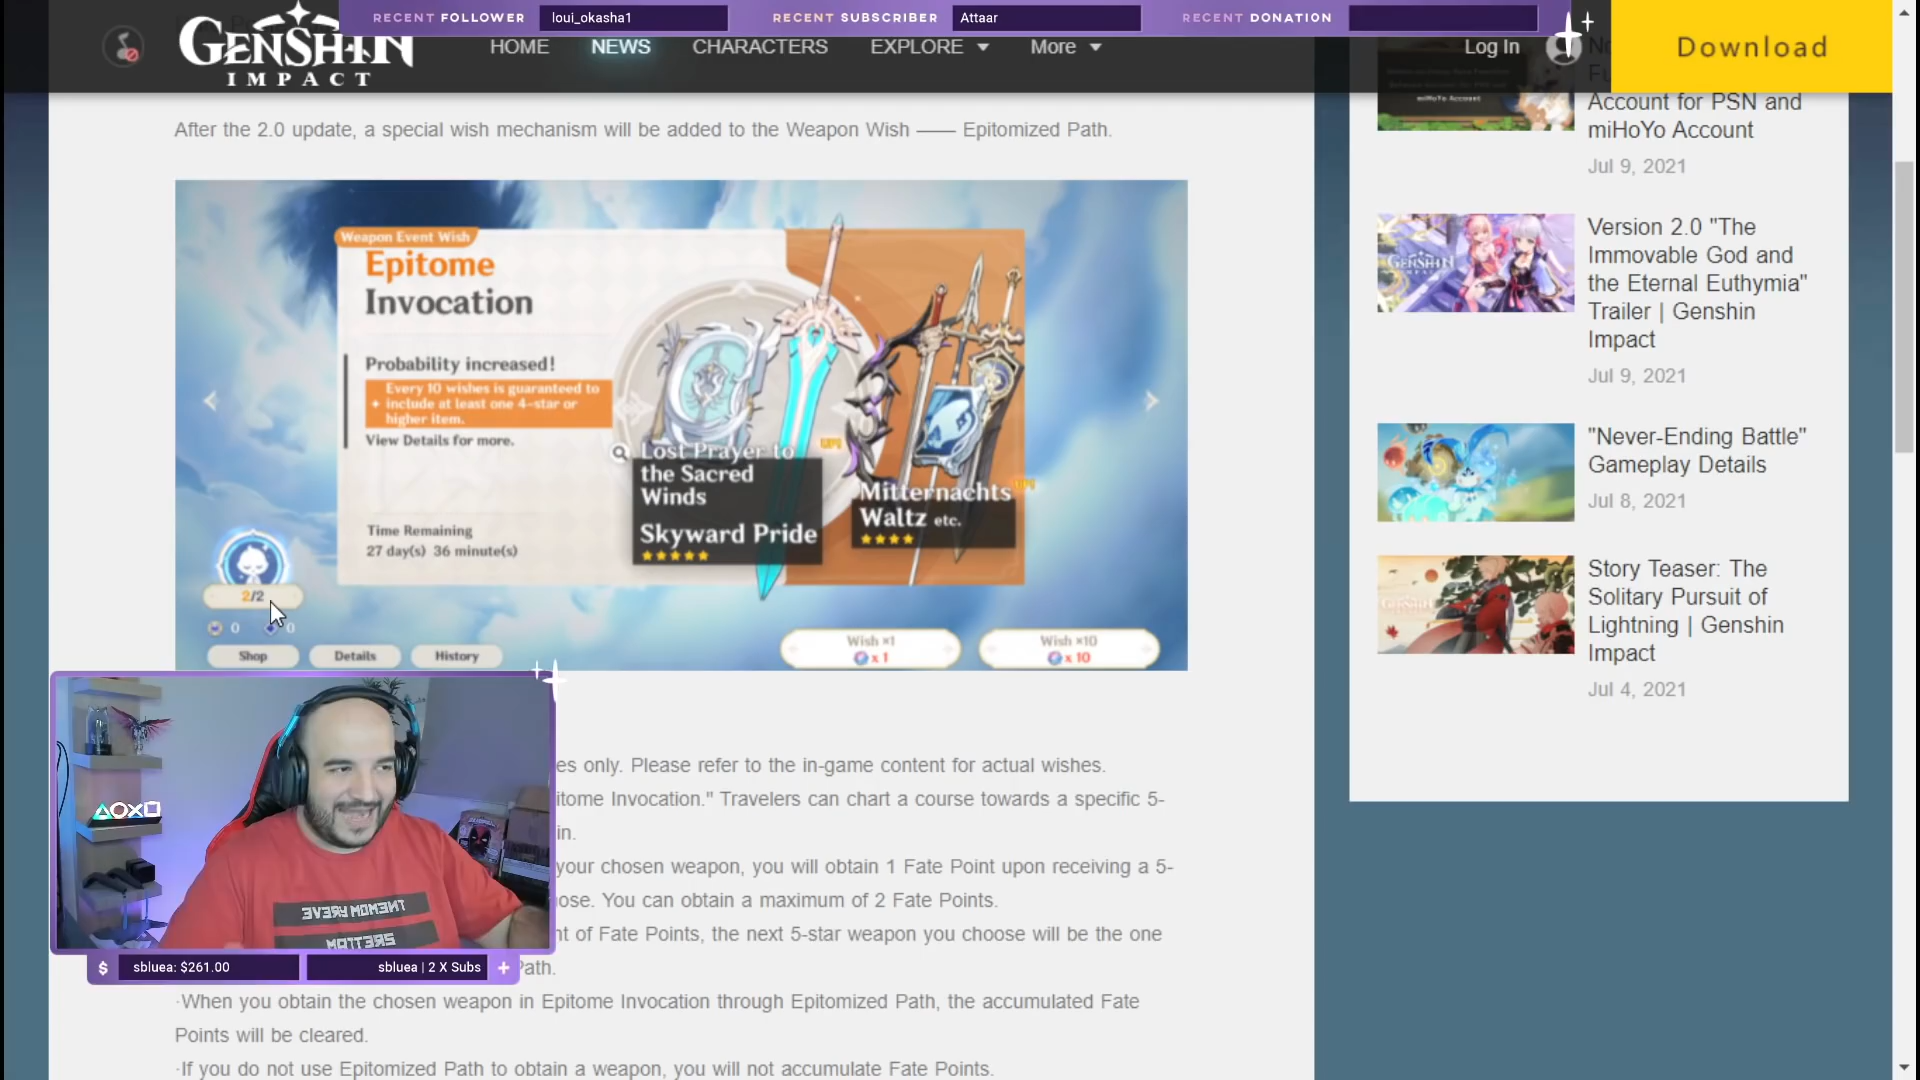 RECENT FOLLOWER loui_okasha1 RECENT SUBSCRIBER Attaar RECENT DONATION
GENSHIN
IMPACT
HOME NEWS CHARACTERS EXPLORE More Log In Download
After the 2.0 update, a special wish mechanism will be added to the Weapon Wish —— Epitomized Path.
Weapon Event Wish
Epitome
Invocation
Probability increased!
Every 10 wishes is guaranteed to
include at least one 4-star or
higher item.
View Details for more.
Time Remaining
27 day(s) 36 minute(s)
UP!
Lost Prayer to
the Sacred
Winds
Skyward Pride
UP!
Mitternachts
Waltz etc.
2/2
0 0
Shop Details History
Wish ×1
x 1
Wish ×10
x 10
es only. Please refer to the in-game content for actual wishes.
itome Invocation." Travelers can chart a course towards a specific 5-
in.
your chosen weapon, you will obtain 1 Fate Point upon receiving a 5-
ose. You can obtain a maximum of 2 Fate Points.
nt of Fate Points, the next 5-star weapon you choose will be the one
Path.
·When you obtain the chosen weapon in Epitome Invocation through Epitomized Path, the accumulated Fate
Points will be cleared.
·If you do not use Epitomized Path to obtain a weapon, you will not accumulate Fate Points.
EVERY MOMENT
MATTERS
$ sbluea: $261.00 sbluea | 2 X Subs +
miHoYo Account
Account for PSN and
miHoYo Account
Jul 9, 2021
GENSHIN
IMPACT
Version 2.0 "The
Immovable God and
the Eternal Euthymia"
Trailer | Genshin
Impact
Jul 9, 2021
"Never-Ending Battle"
Gameplay Details
Jul 8, 2021
GENSHIN
Story Teaser: The
Solitary Pursuit of
Lightning | Genshin
Impact
Jul 4, 2021